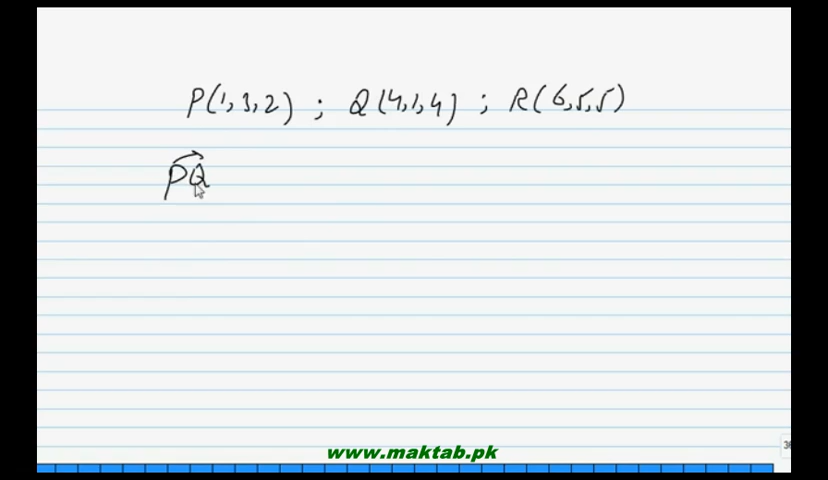 P(1,3,2) ; Q(4,1,4) ; R(6,5,5)
PQ
www.maktab.pk